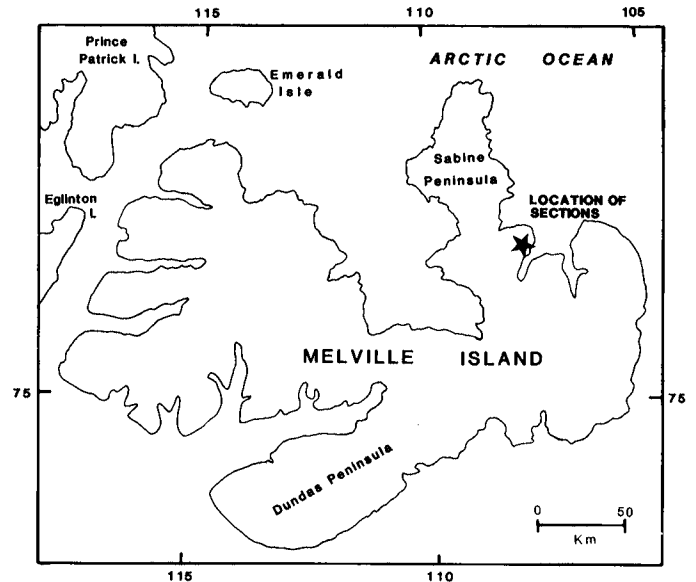 115
110
105
Prince
Patrick I.
Emerald
Isle
ARCTIC OCEAN
Sabine
Peninsula
Eglinton
I.
LOCATION OF
SECTIONS
MELVILLE ISLAND
75
75
Dundas Peninsula
0 50
Km
115
110